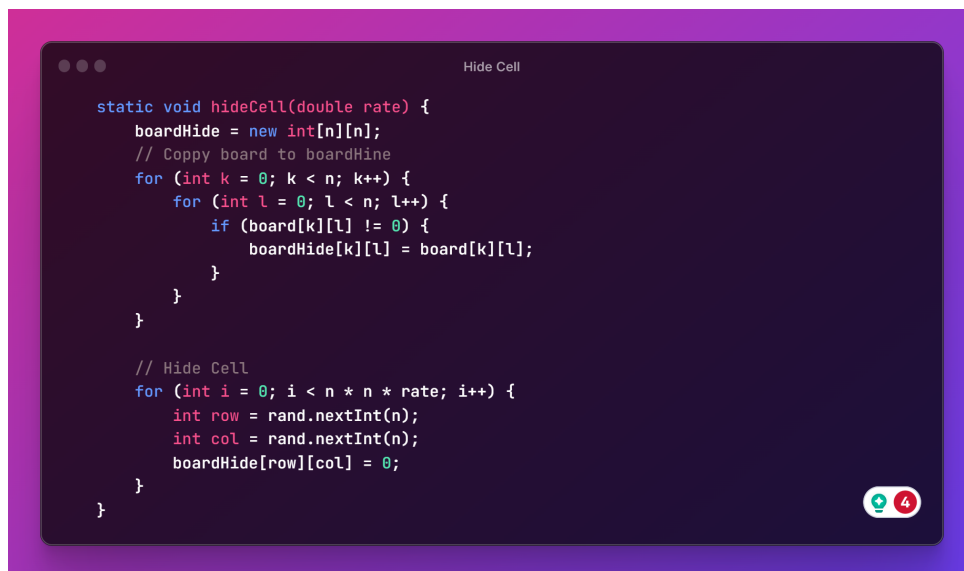 Hide Cell
static void hideCell(double rate) {
boardHide = new int[n][n];
// Coppy board to boardHine
for (int k = 0; k < n; k++) {
for (int l = 0; l < n; l++) {
if (board[k][l] != 0) {
boardHide[k][l] = board[k][l];
}
}
}
// Hide Cell
for (int i = 0; i < n * n * rate; i++) {
int row = rand.nextInt(n);
int col = rand.nextInt(n);
boardHide[row][col] = 0;
}
}
4